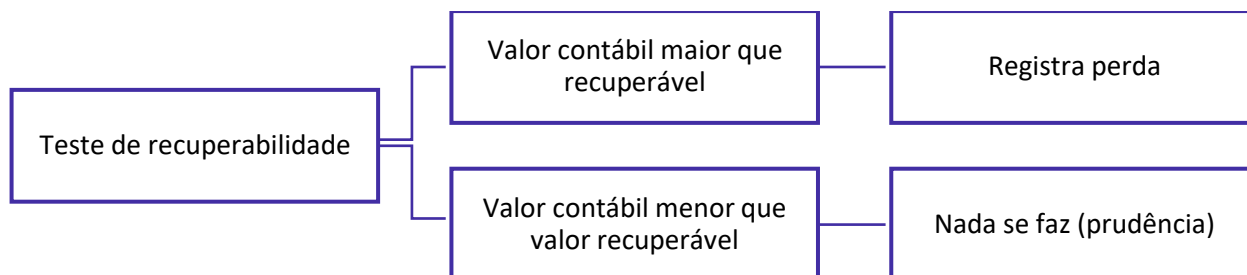 Valor contábil maior que
recuperável
Registra perda
Teste de recuperabilidade
Valor contábil menor que
valor recuperável
Nada se faz (prudência)